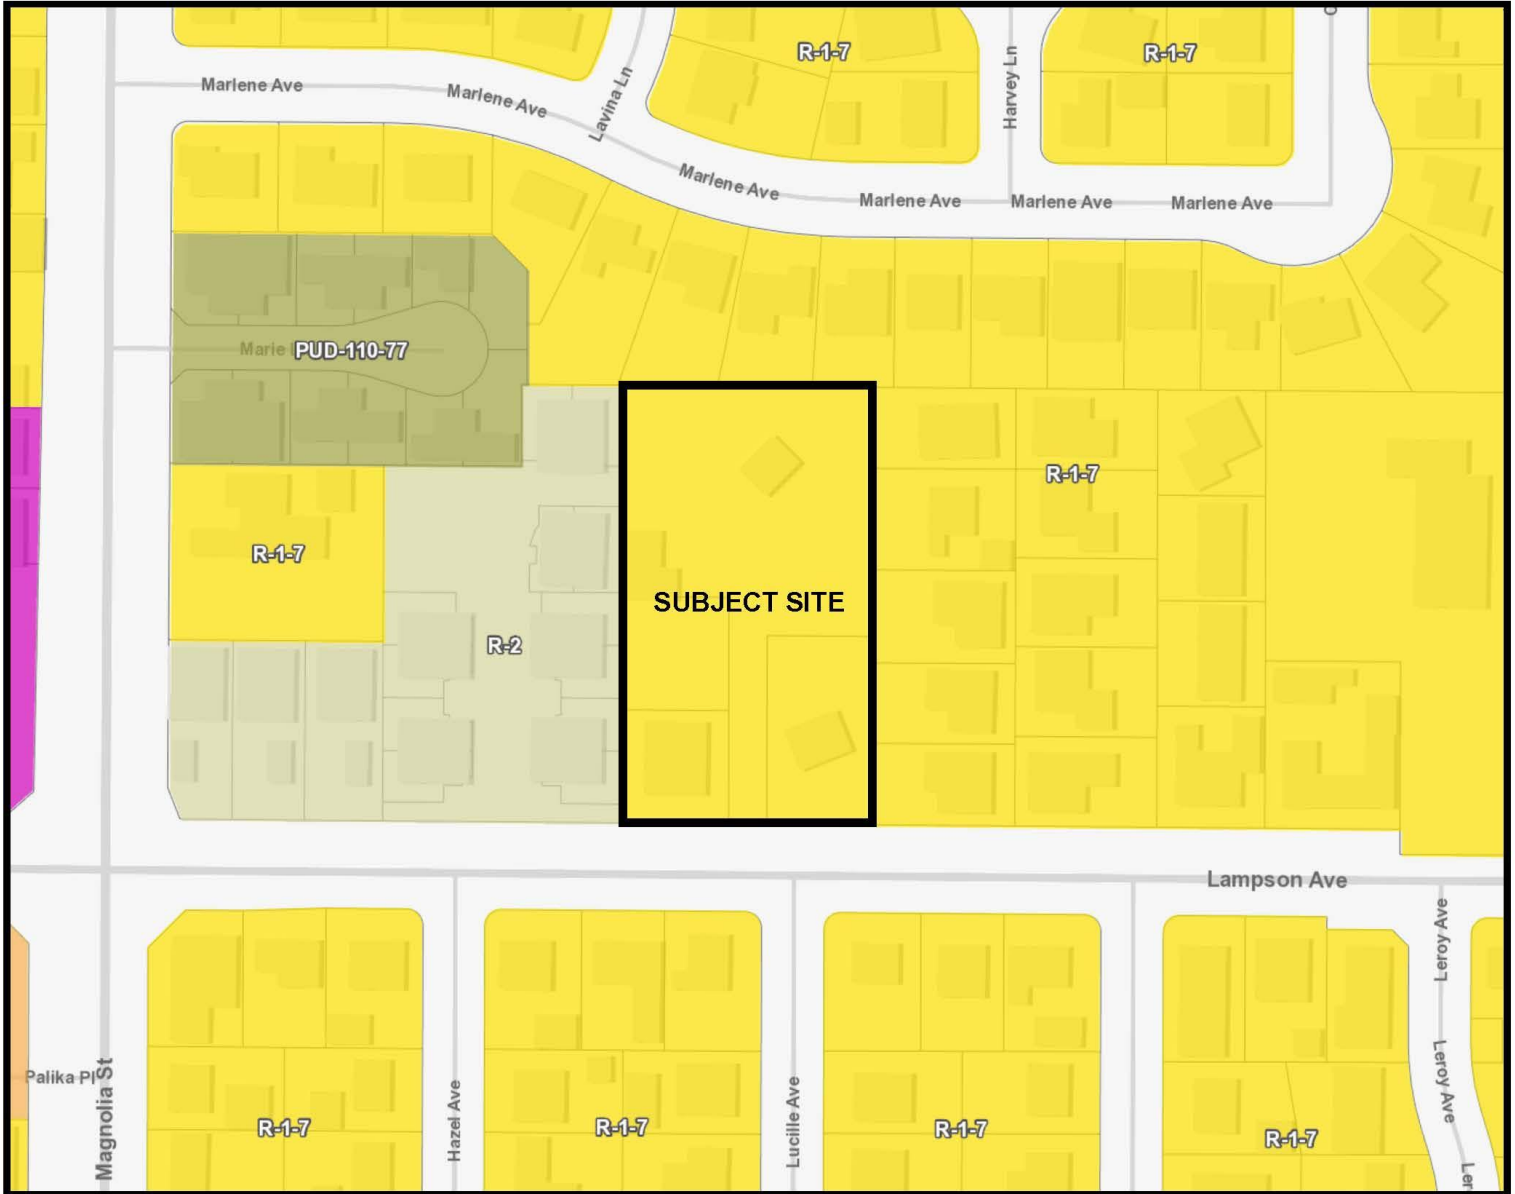 R-1-7
R-1-7
Marlene Ave
Marlene Ave
Lavina Ln
Harvey Ln
Marlene Ave
Marlene Ave
Marlene Ave
Marlene Ave
Marie
PUD-110-77
R-1-7
R-1-7
SUBJECT SITE
R-2
Lampson Ave
Leroy Ave
Palika Pl
Magnolia St
Hazel Ave
Lucille Ave
Leroy Ave
R-1-7
R-1-7
R-1-7
R-1-7